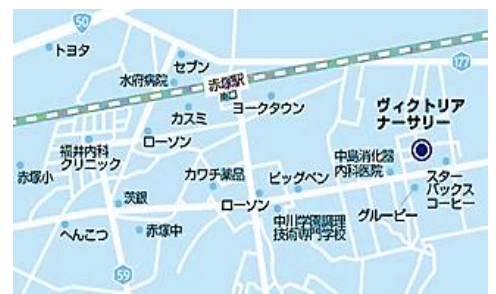 50
トヨタ
セブン
水府病院
赤塚駅
南口
177
カスミ
ヨークタウン
ヴィクトリア
ナーサリー
ローソン
福井内科
クリニック
赤塚小
カワチ薬品
ビッグベン
中島消化器
内科医院
スター
バックス
コーヒー
茨銀
ローソン
グルービー
へんこつ
赤塚中
中川学園調理
技術専門学校
59